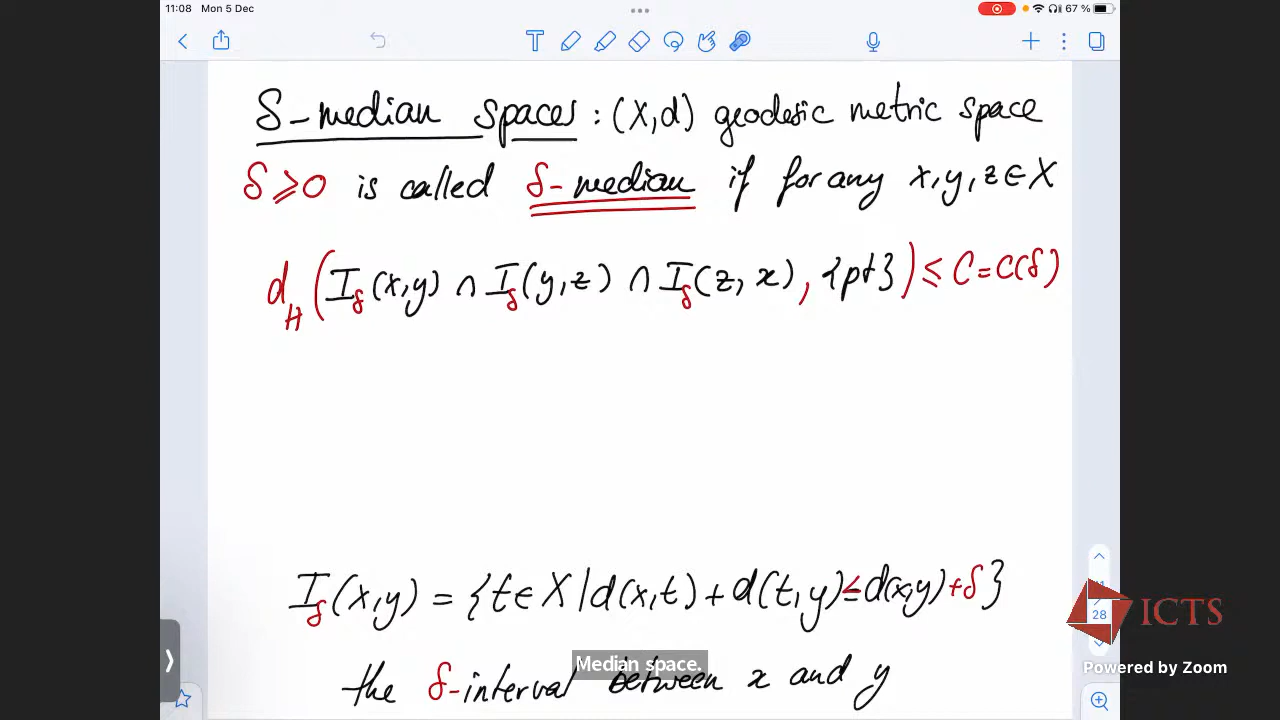 11:08 Mon 5 Dec
67 %
δ-median spaces : (X,d) geodesic metric space
δ ≥ 0 is called δ-median if for any x, y, z ∈ X
d_H (I_δ(x,y) ∩ I_δ(y,z) ∩ I_δ(z,x), {pt}) ≤ C = C(δ)
I_δ(x,y) = {t ∈ X | d(x,t) + d(t,y) ≤ d(x,y) + δ}
28
ICTS
Median space.
the δ-interval between x and y
Powered by Zoom